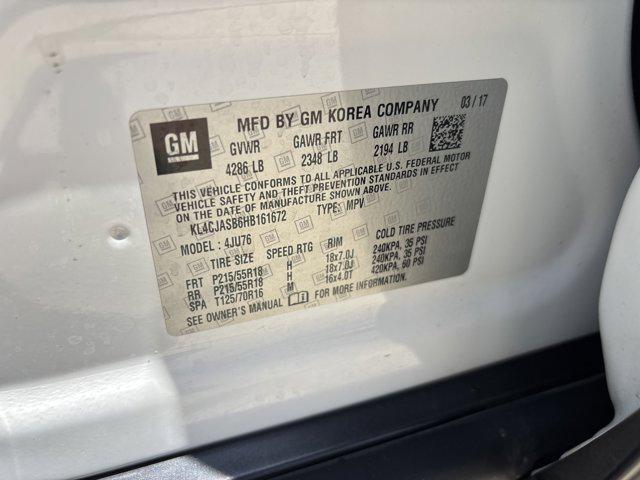 GM
MFD BY GM KOREA COMPANY 03/17
GVWR GAWR FRT GAWR RR
4286 LB 2348 LB 2194 LB
THIS VEHICLE CONFORMS TO ALL APPLICABLE U.S. FEDERAL MOTOR
VEHICLE SAFETY AND THEFT PREVENTION STANDARDS IN EFFECT
ON THE DATE OF MANUFACTURE SHOWN ABOVE.
KL4CJASB6HB161672 TYPE: MPV
MODEL: 4JU76
TIRE SIZE SPEED RTG RIM COLD TIRE PRESSURE
FRT P215/55R18 H 18x7.0J 240KPA, 35 PSI
RR P215/55R18 H 18x7.0J 240KPA, 35 PSI
SPA T125/70R16 M 16x4.0T 420KPA, 60 PSI
SEE OWNER'S MANUAL FOR MORE INFORMATION.